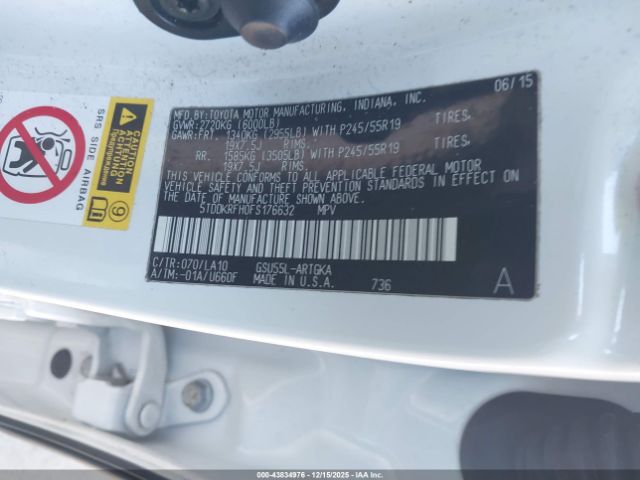 MFD.BY:TOYOTA MOTOR MANUFACTURING, INDIANA, INC. 06/15
GVWR:2720KG (6000LB)
GAWR:FRT. 1340KG (2955LB) WITH P245/55R19 TIRES,
19X7.5J RIMS,
RR. 1585KG (3505LB) WITH P245/55R19 TIRES,
19X7.5J RIMS,
THIS VEHICLE CONFORMS TO ALL APPLICABLE FEDERAL MOTOR
VEHICLE SAFETY AND THEFT PREVENTION STANDARDS IN EFFECT ON
THE DATE OF MANUFACTURE SHOWN ABOVE.
5TDDKRFH0FS176632 MPV
C/TR:070/LA10 GSU55L-ARTGKA
A/TM:-01A/U660F MADE IN U.S.A. 736 A
SRS SIDE AIRBAG
CAUTION
ATTENTION
9
© - 43834976 - 12/15/2025 - IAAI.COM